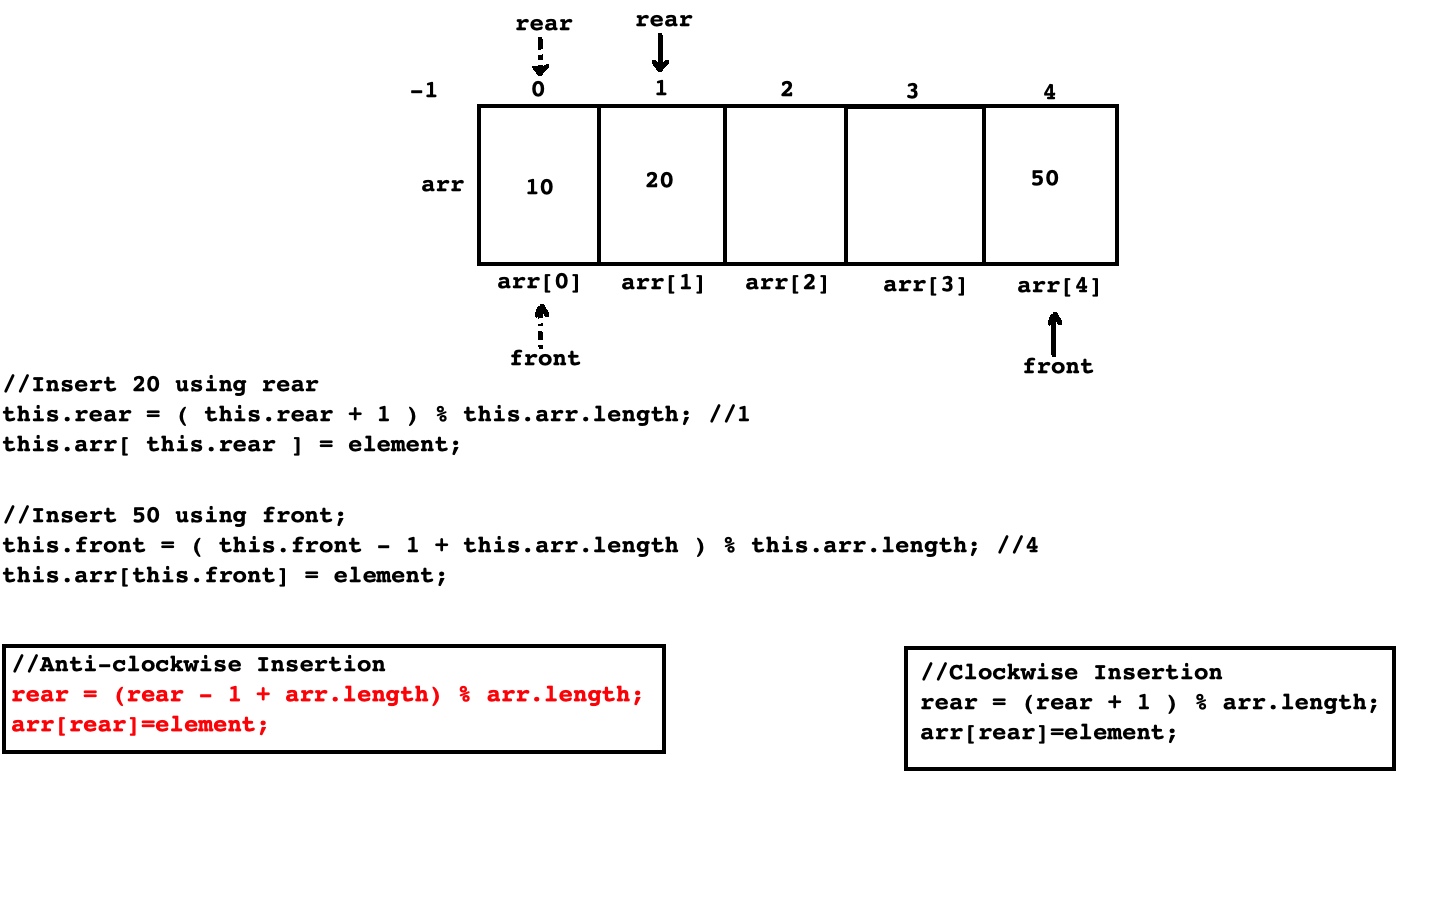 rear rear
-1 0 1 2 3 4
arr 10 20 50
arr[0] arr[1] arr[2] arr[3] arr[4]
front front
//Insert 20 using rear
this.rear = ( this.rear + 1 ) % this.arr.length; //1
this.arr[ this.rear ] = element;
//Insert 50 using front;
this.front = ( this.front - 1 + this.arr.length ) % this.arr.length; //4
this.arr[this.front] = element;
//Anti-clockwise Insertion
rear = (rear - 1 + arr.length) % arr.length;
arr[rear]=element;
//Clockwise Insertion
rear = (rear + 1 ) % arr.length;
arr[rear]=element;